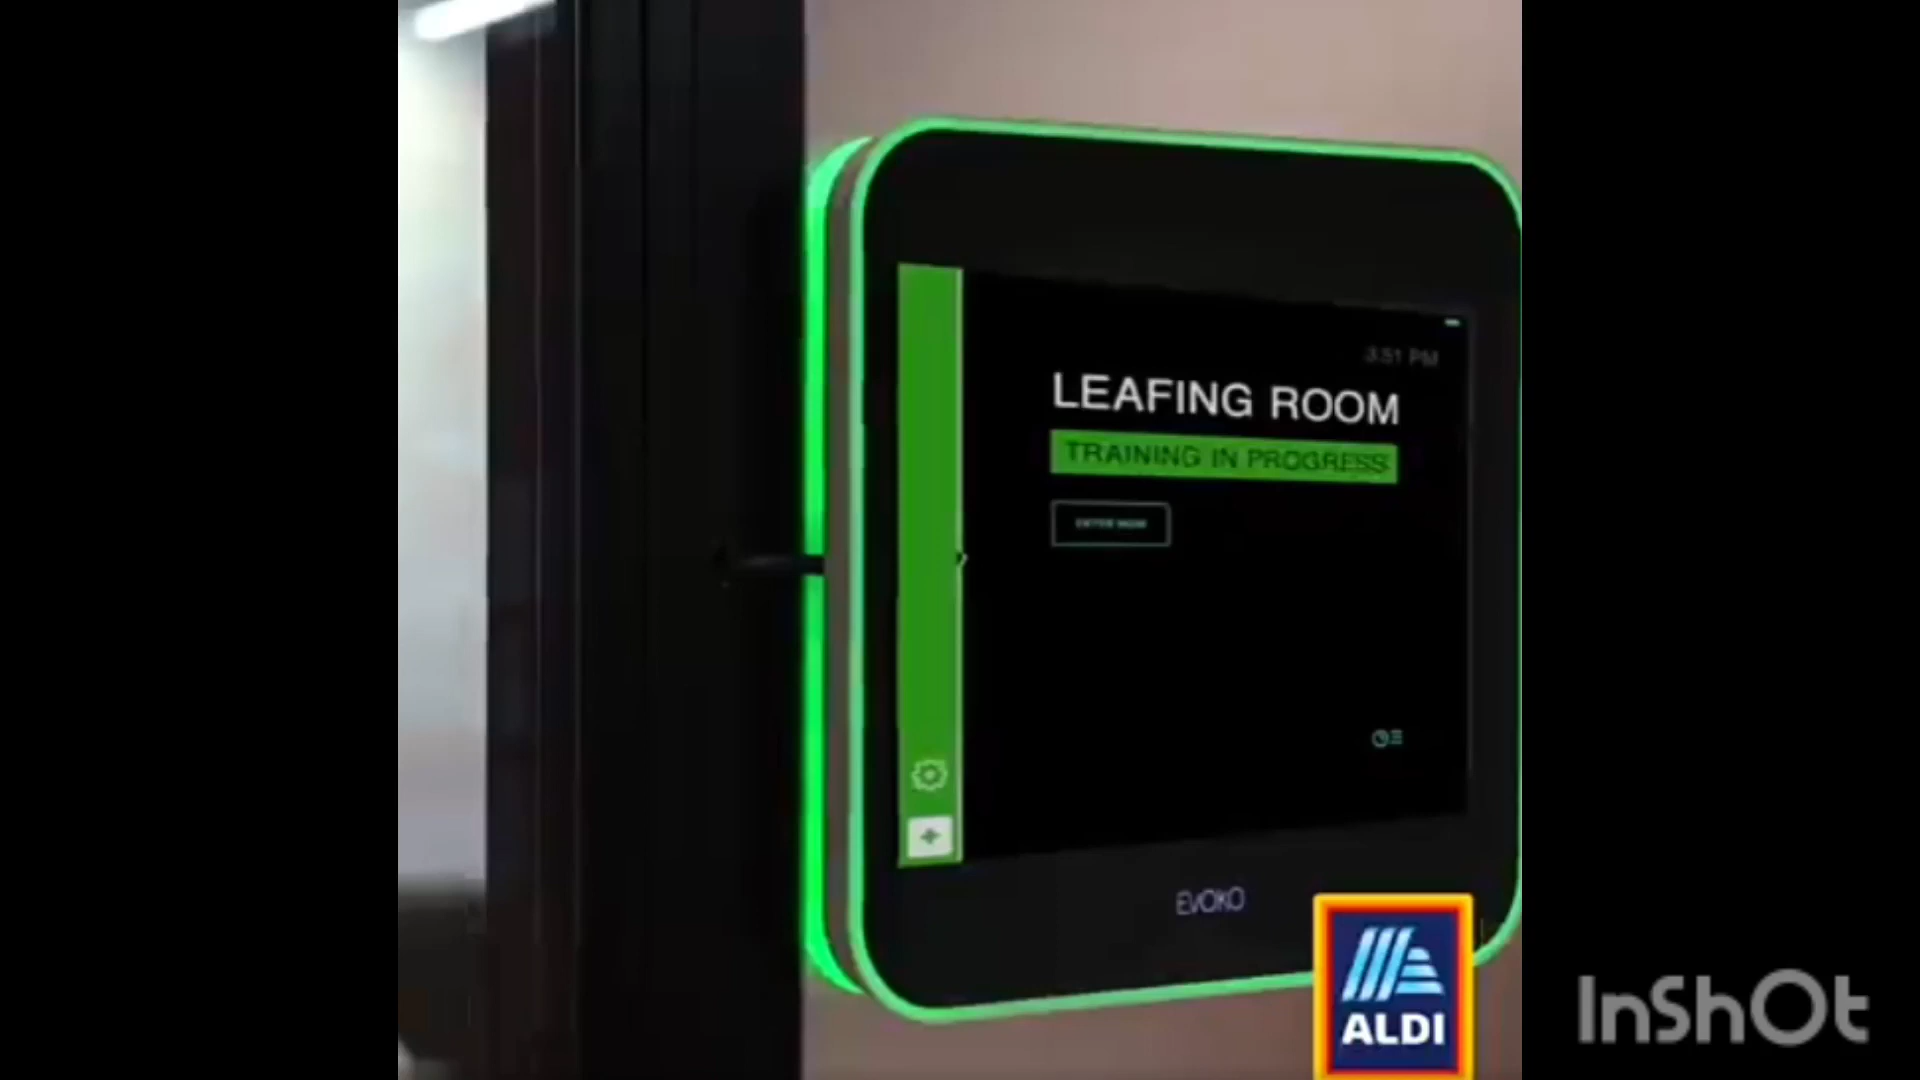 3:51 PM
LEAFING ROOM
TRAINING IN PROGRESS
EVOKO
ALDI
InShOt